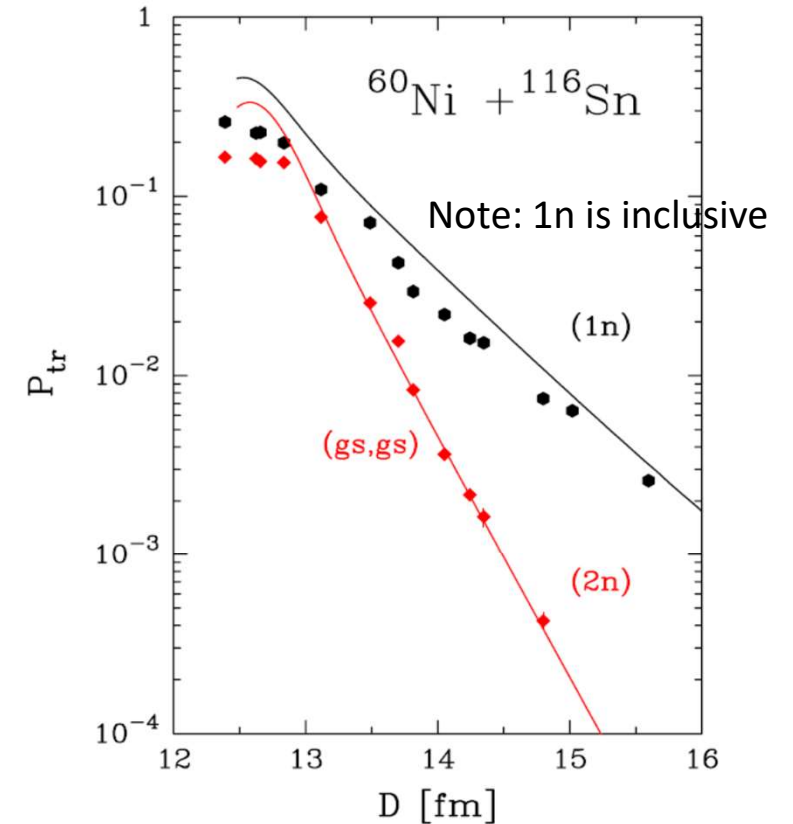 1
⁶⁰Ni + ¹¹⁶Sn
10⁻¹
Note: 1n is inclusive
(1n)
10⁻²
Pₜᵣ
(gs,gs)
10⁻³
(2n)
10⁻⁴
12 13 14 15 16
D [fm]